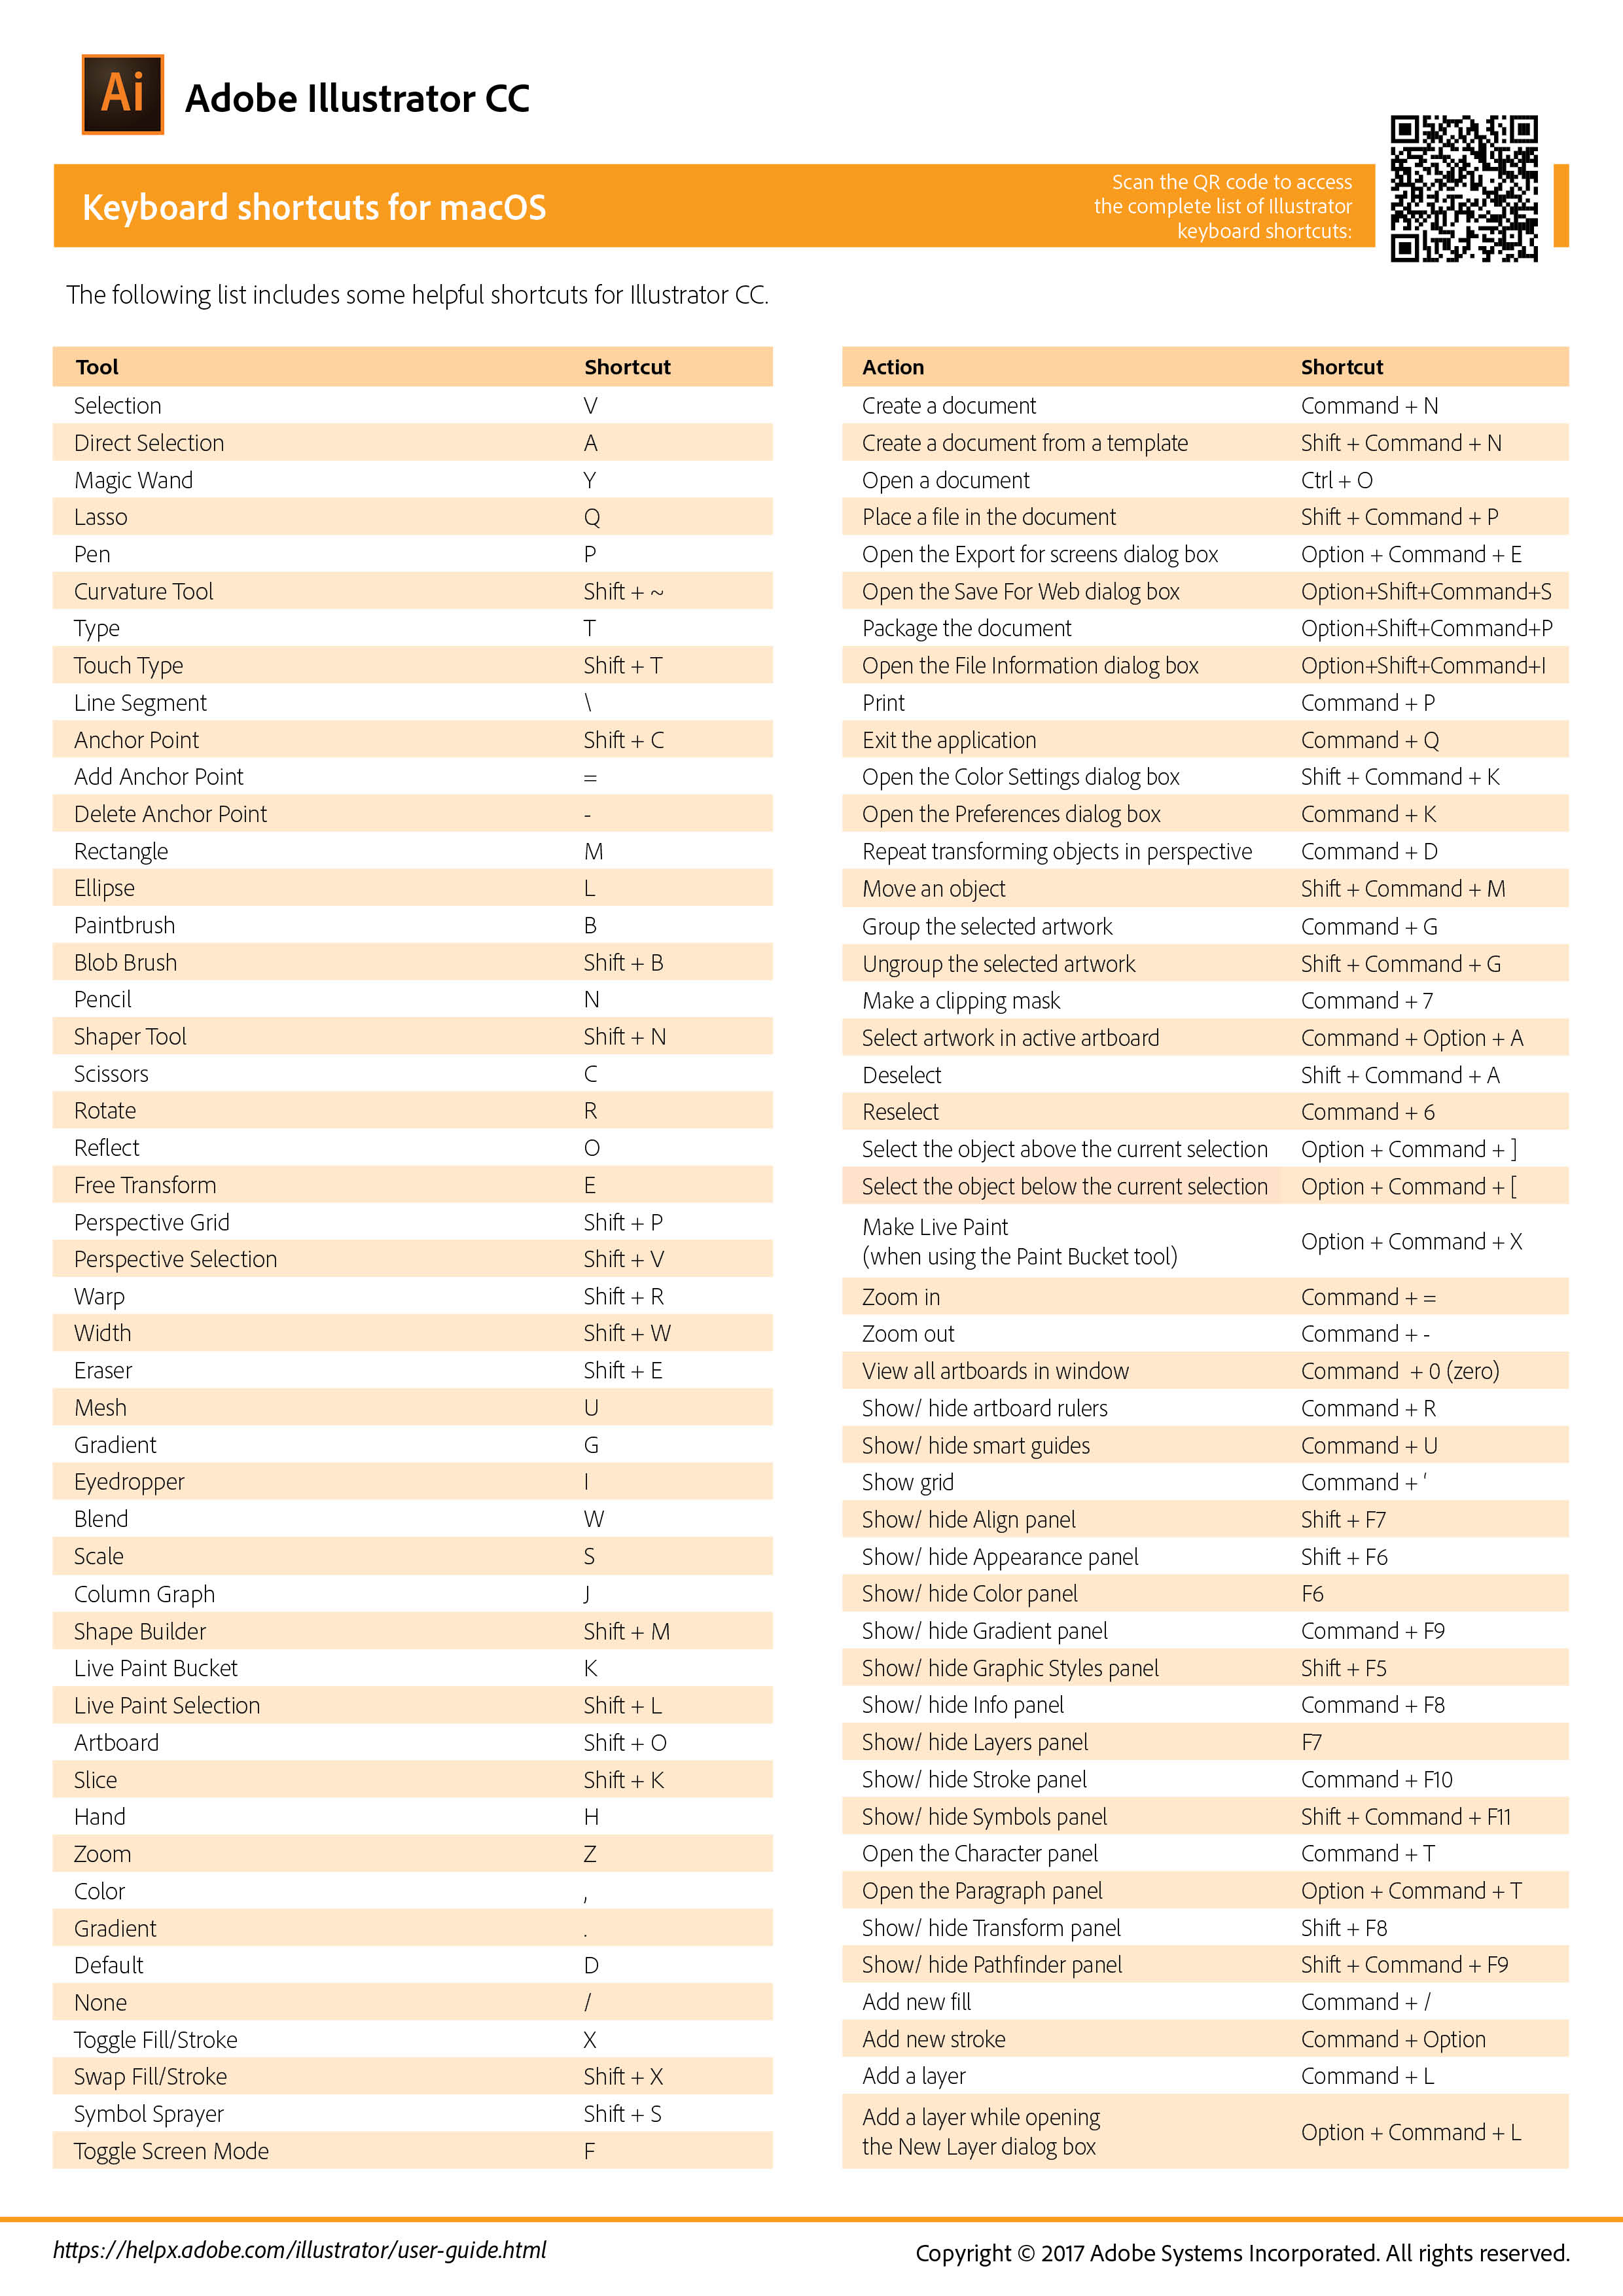 Ai
Adobe Illustrator CC
Keyboard shortcuts for macOS
Scan the QR code to access
the complete list of Illustrator
keyboard shortcuts:
The following list includes some helpful shortcuts for Illustrator CC.
Tool Shortcut
Selection V
Direct Selection A
Magic Wand Y
Lasso Q
Pen P
Curvature Tool Shift + ~
Type T
Touch Type Shift + T
Line Segment \
Anchor Point Shift + C
Add Anchor Point =
Delete Anchor Point -
Rectangle M
Ellipse L
Paintbrush B
Blob Brush Shift + B
Pencil N
Shaper Tool Shift + N
Scissors C
Rotate R
Reflect O
Free Transform E
Perspective Grid Shift + P
Perspective Selection Shift + V
Warp Shift + R
Width Shift + W
Eraser Shift + E
Mesh U
Gradient G
Eyedropper I
Blend W
Scale S
Column Graph J
Shape Builder Shift + M
Live Paint Bucket K
Live Paint Selection Shift + L
Artboard Shift + O
Slice Shift + K
Hand H
Zoom Z
Color ,
Gradient .
Default D
None /
Toggle Fill/Stroke X
Swap Fill/Stroke Shift + X
Symbol Sprayer Shift + S
Toggle Screen Mode F
Action Shortcut
Create a document Command + N
Create a document from a template Shift + Command + N
Open a document Ctrl + O
Place a file in the document Shift + Command + P
Open the Export for screens dialog box Option + Command + E
Open the Save For Web dialog box Option+Shift+Command+S
Package the document Option+Shift+Command+P
Open the File Information dialog box Option+Shift+Command+I
Print Command + P
Exit the application Command + Q
Open the Color Settings dialog box Shift + Command + K
Open the Preferences dialog box Command + K
Repeat transforming objects in perspective Command + D
Move an object Shift + Command + M
Group the selected artwork Command + G
Ungroup the selected artwork Shift + Command + G
Make a clipping mask Command + 7
Select artwork in active artboard Command + Option + A
Deselect Shift + Command + A
Reselect Command + 6
Select the object above the current selection Option + Command + ]
Select the object below the current selection Option + Command + [
Make Live Paint
(when using the Paint Bucket tool) Option + Command + X
Zoom in Command + =
Zoom out Command + -
View all artboards in window Command + 0 (zero)
Show/ hide artboard rulers Command + R
Show/ hide smart guides Command + U
Show grid Command + ‘
Show/ hide Align panel Shift + F7
Show/ hide Appearance panel Shift + F6
Show/ hide Color panel F6
Show/ hide Gradient panel Command + F9
Show/ hide Graphic Styles panel Shift + F5
Show/ hide Info panel Command + F8
Show/ hide Layers panel F7
Show/ hide Stroke panel Command + F10
Show/ hide Symbols panel Shift + Command + F11
Open the Character panel Command + T
Open the Paragraph panel Option + Command + T
Show/ hide Transform panel Shift + F8
Show/ hide Pathfinder panel Shift + Command + F9
Add new fill Command + /
Add new stroke Command + Option
Add a layer Command + L
Add a layer while opening
the New Layer dialog box Option + Command + L
https://helpx.adobe.com/illustrator/user-guide.html
Copyright © 2017 Adobe Systems Incorporated. All rights reserved.